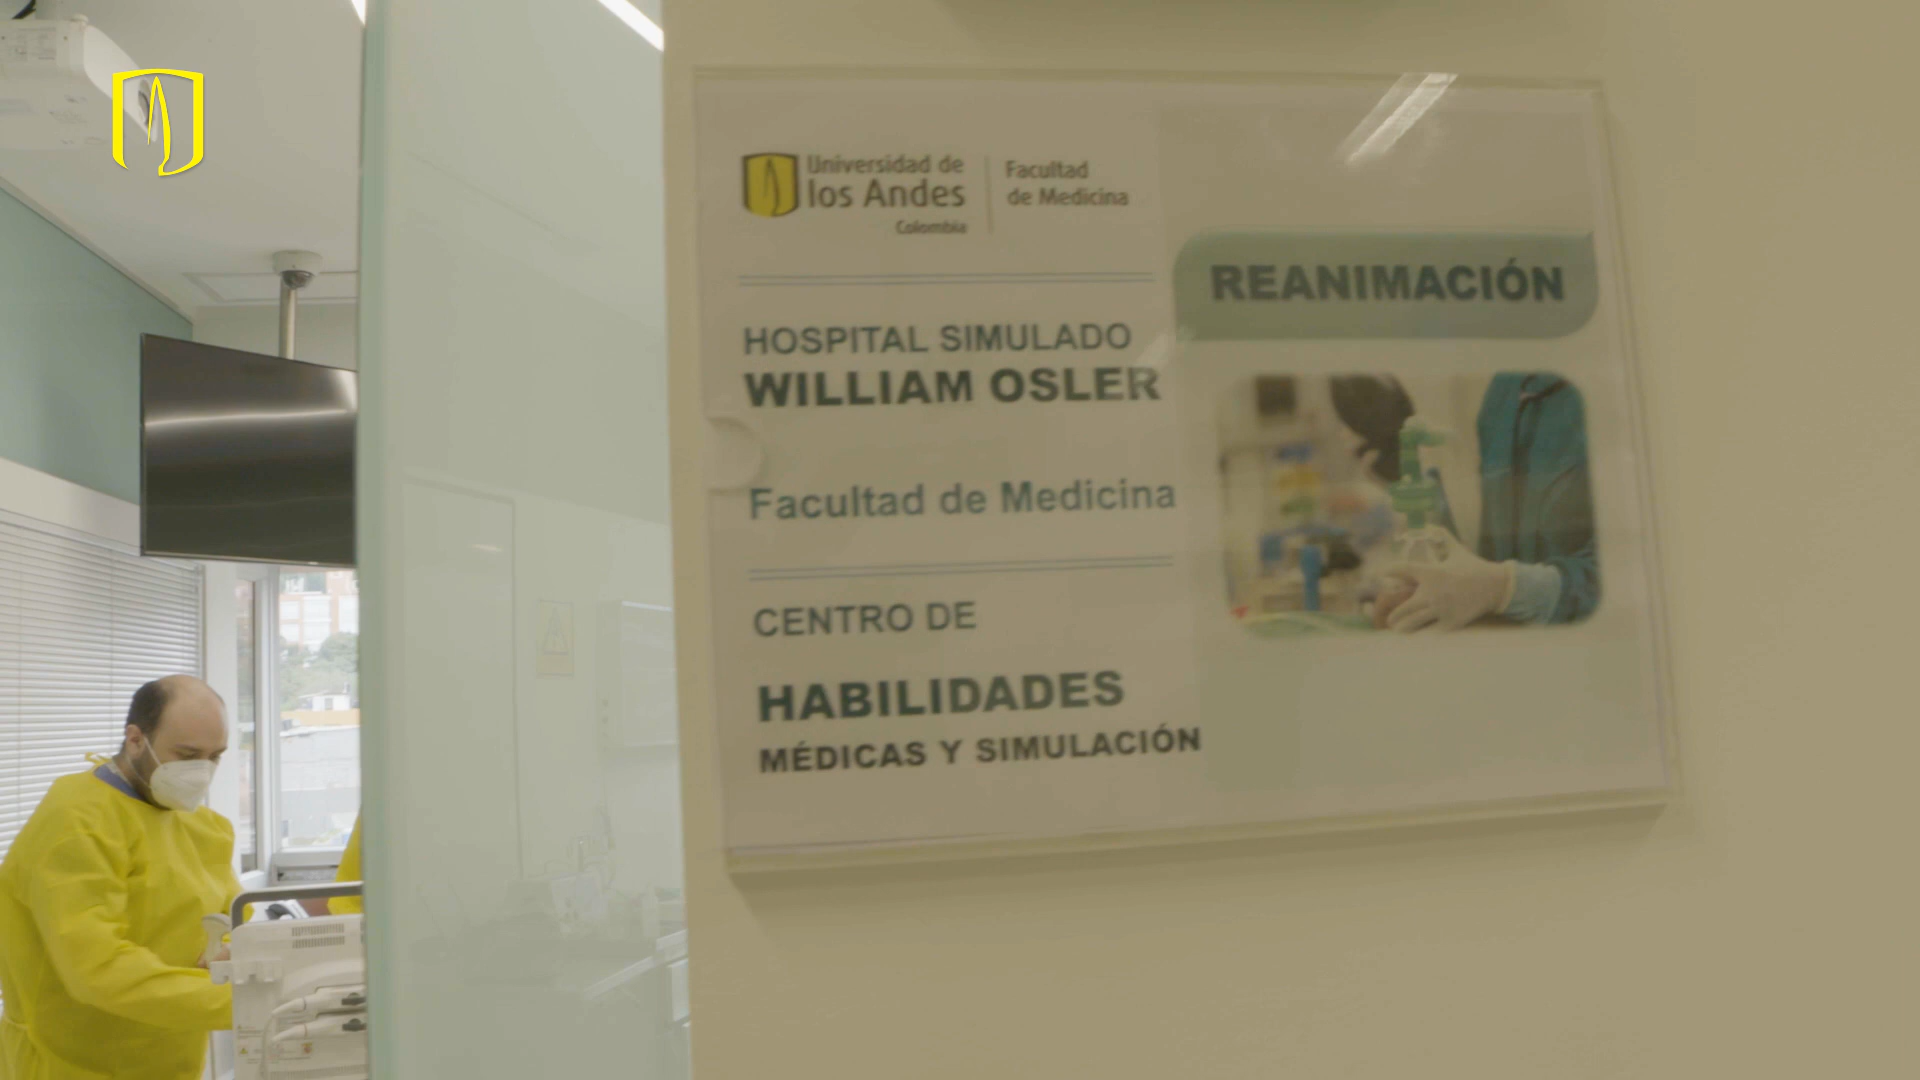 Universidad de
los Andes
Colombia
Facultad
de Medicina
HOSPITAL SIMULADO
WILLIAM OSLER
Facultad de Medicina
CENTRO DE
HABILIDADES
MÉDICAS Y SIMULACIÓN
REANIMACIÓN